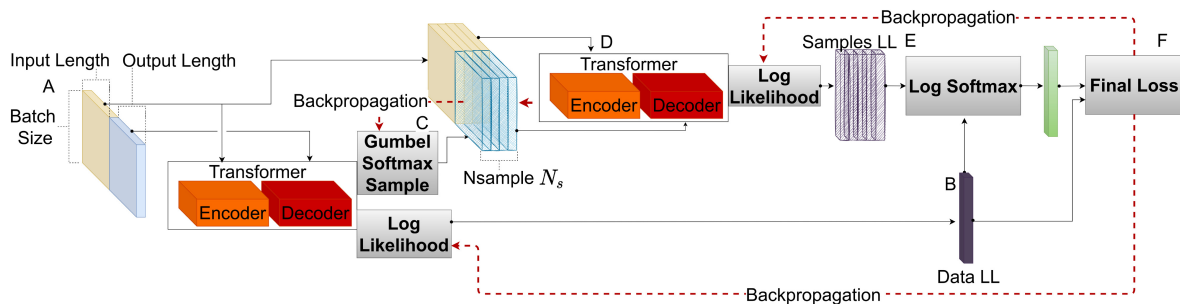 Backpropagation
Input Length
Output Length
A
Batch
Size
Transformer
Encoder
Decoder
Backpropagation
C
Gumbel
Softmax
Sample
Log
Likelihood
Nsample N_s
D
Transformer
Encoder
Decoder
Log
Likelihood
Samples LL
E
Log Softmax
F
Final Loss
B
Data LL
Backpropagation